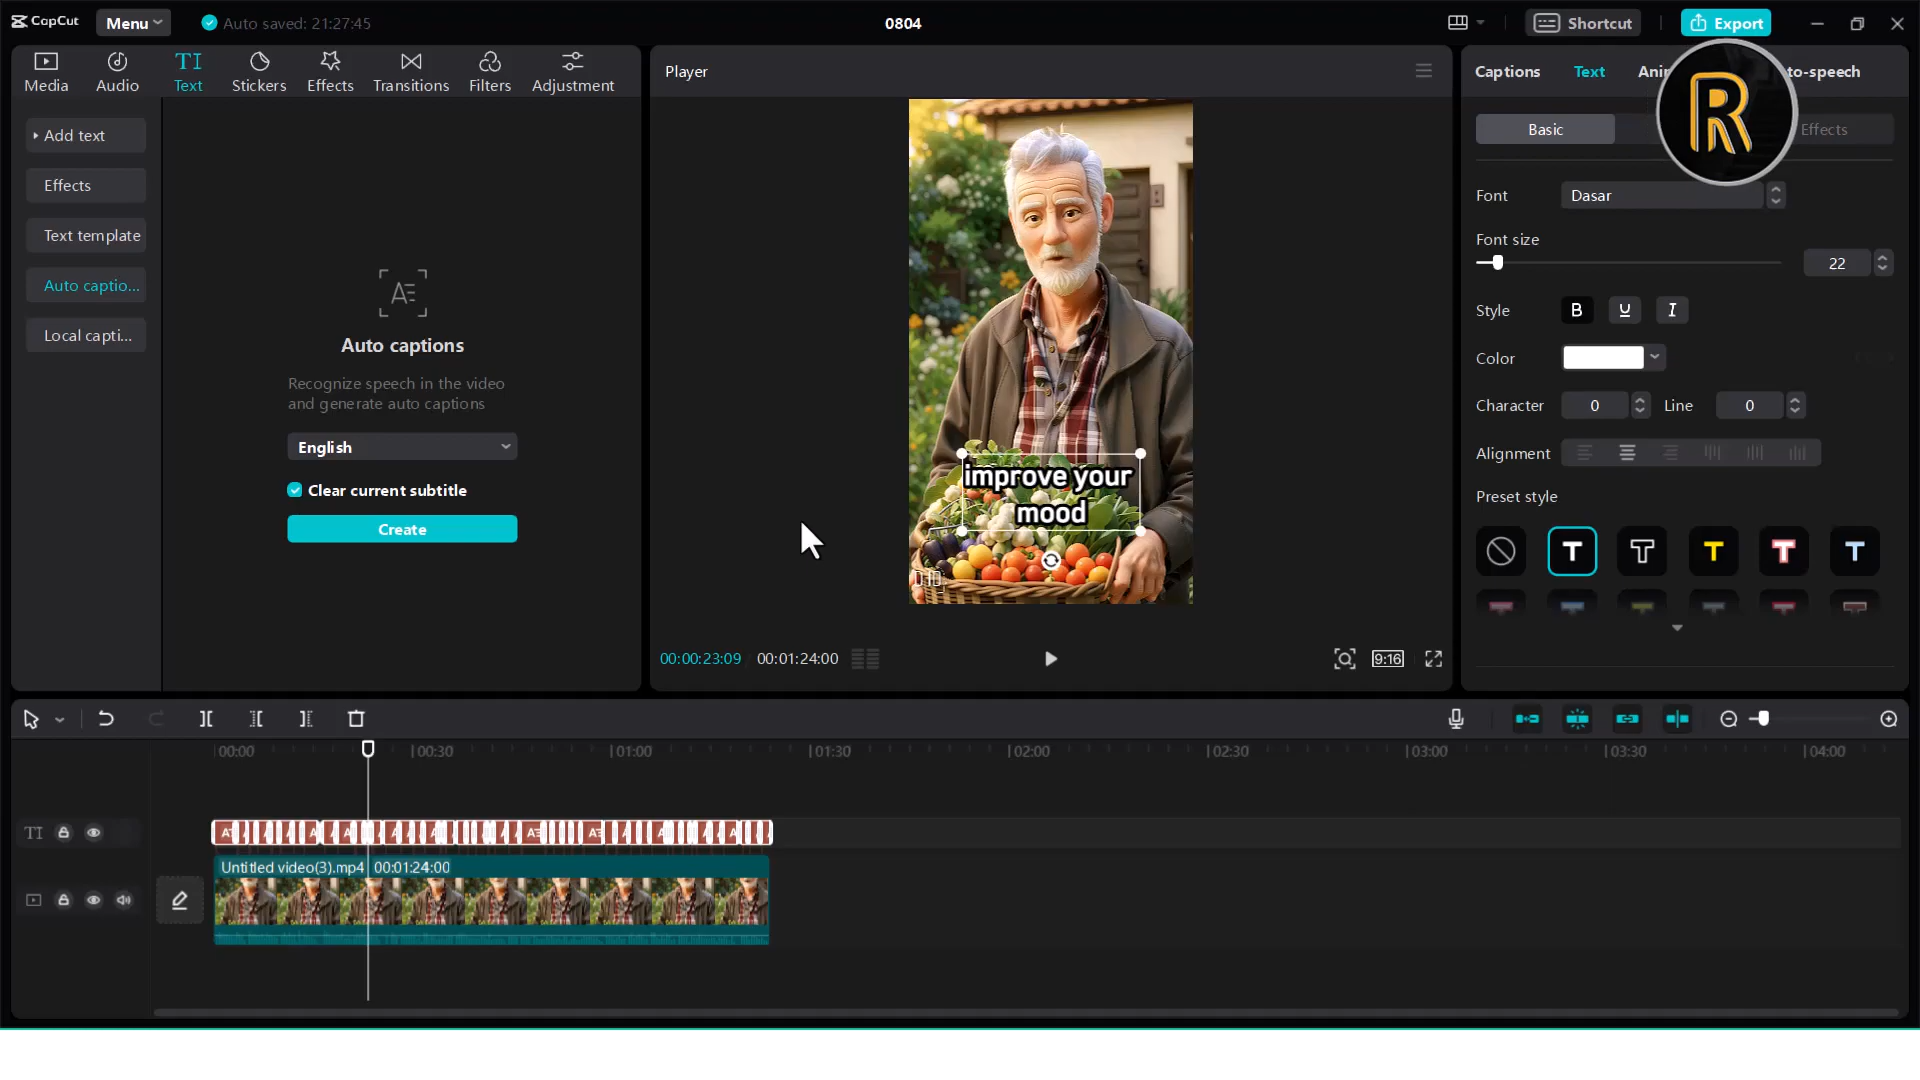 CapCut
Menu
Auto saved: 21:27:45
0804
Shortcut
Export
Media
Audio
TI
Text
Stickers
Effects
Transitions
Filters
Adjustment
Player
Captions
Text
Ani
to-speech
R
Add text
Effects
Text template
Auto captio...
Local capti...
Auto captions
Recognize speech in the video
and generate auto captions
English
Clear current subtitle
Create
improve your
mood
Basic
Effects
Font
Dasar
Font size
22
Style
B
U
I
Color
Character
0
Line
0
Alignment
Preset style
T
T
T
T
T
00:00:23:09
00:01:24:00
9:16
00:00
00:30
01:00
01:30
02:00
02:30
03:00
03:30
04:00
TI
Untitled video(3).mp4
00:01:24:00